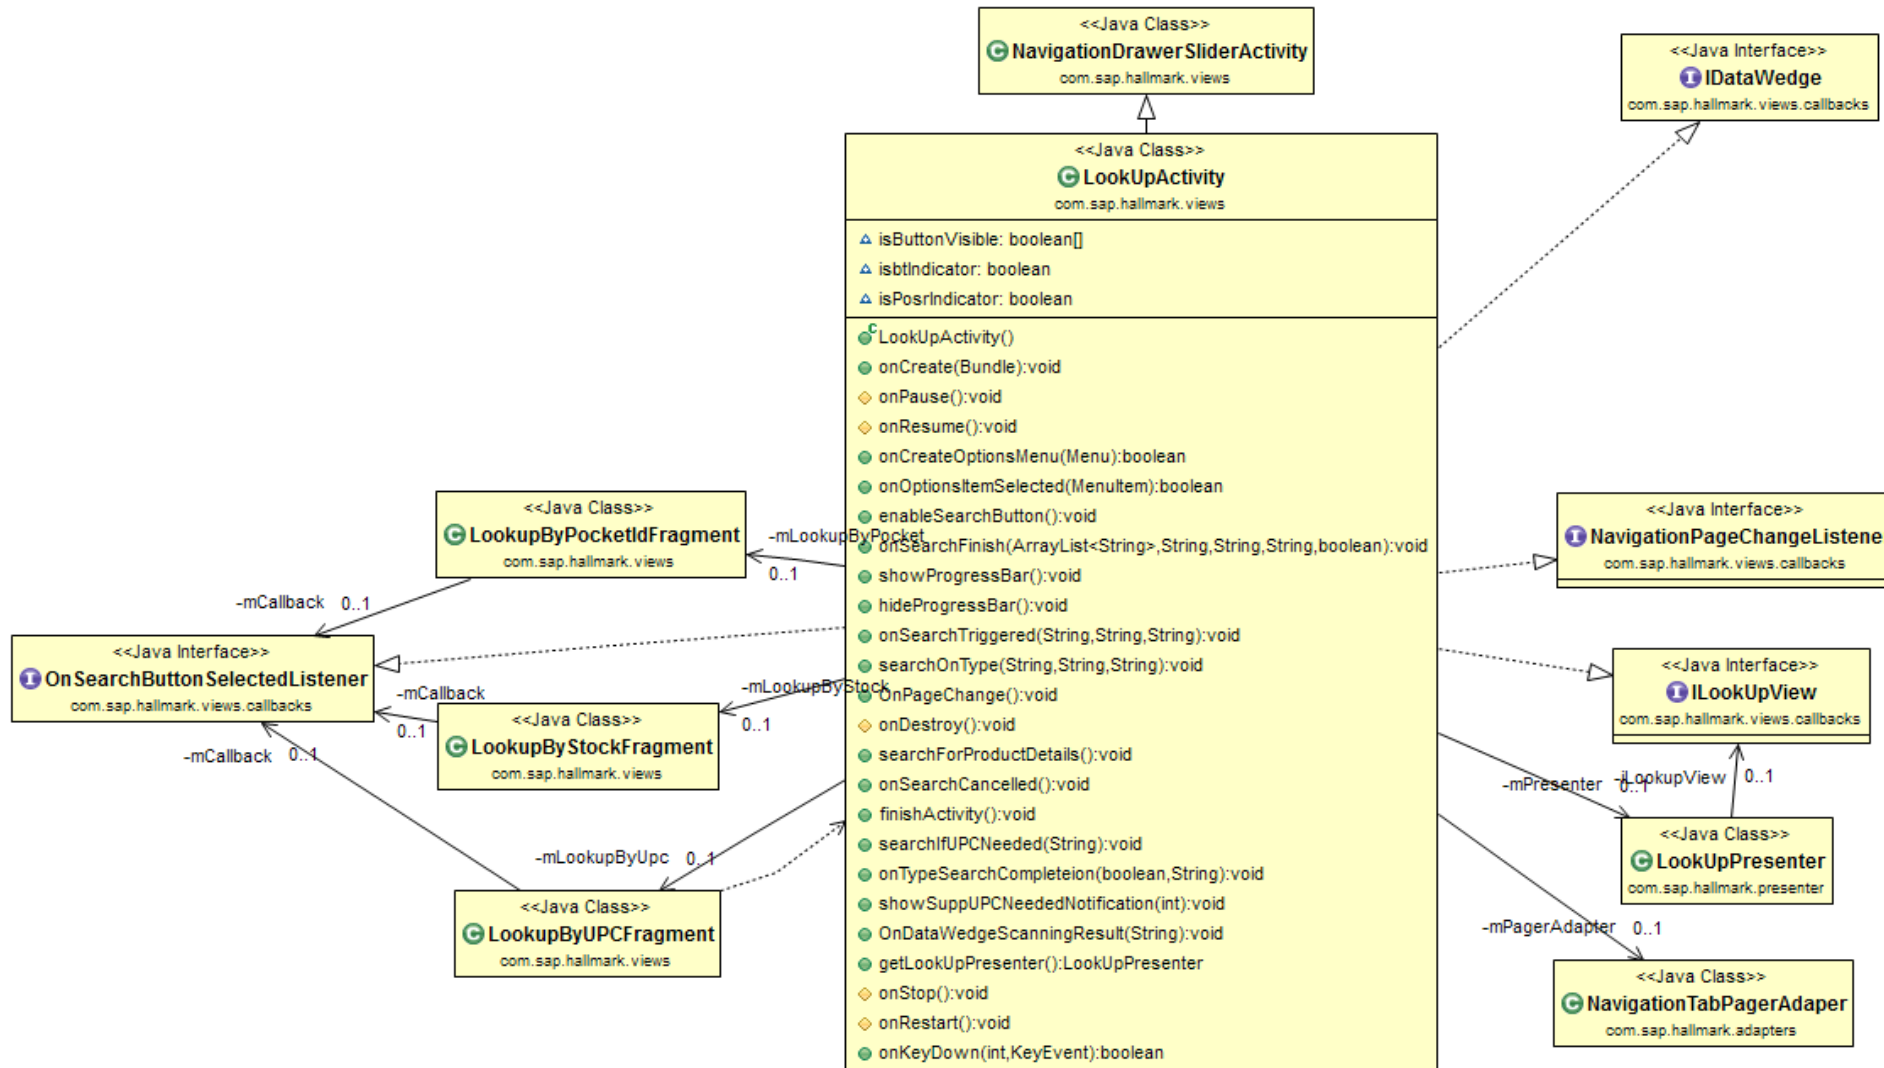 <<Java Class>>
NavigationDrawerSliderActivity
com.sap.hallmark.views
<<Java Interface>>
IDataWedge
com.sap.hallmark.views.callbacks
<<Java Class>>
LookUpActivity
com.sap.hallmark.views
isButtonVisible: boolean[]
isbtIndicator: boolean
isPosrIndicator: boolean
LookUpActivity()
onCreate(Bundle):void
onPause():void
onResume():void
onCreateOptionsMenu(Menu):boolean
onOptionsItemSelected(MenuItem):boolean
enableSearchButton():void
onSearchFinish(ArrayList<String>,String,String,String,boolean):void
showProgressBar():void
hideProgressBar():void
onSearchTriggered(String,String,String):void
searchOnType(String,String,String):void
OnPageChange():void
onDestroy():void
searchForProductDetails():void
onSearchCancelled():void
finishActivity():void
searchIfUPCNeeded(String):void
onTypeSearchCompleteion(boolean,String):void
showSuppUPCNeededNotification(int):void
OnDataWedgeScanningResult(String):void
getLookUpPresenter():LookUpPresenter
onStop():void
onRestart():void
onKeyDown(int,KeyEvent):boolean
<<Java Class>>
LookupByPocketIdFragment
com.sap.hallmark.views
-mLookupByPocket
0..1
-mCallback 0..1
<<Java Interface>>
OnSearchButtonSelectedListener
com.sap.hallmark.views.callbacks
-mCallback
0..1
<<Java Class>>
LookupByStockFragment
com.sap.hallmark.views
-mLookupByStock
0..1
-mCallback 0..1
-mLookupByUpc 0..1
<<Java Class>>
LookupByUPCFragment
com.sap.hallmark.views
<<Java Interface>>
NavigationPageChangeListene
com.sap.hallmark.views.callbacks
<<Java Interface>>
ILookUpView
com.sap.hallmark.views.callbacks
-mPresenter 0..1
-iLookupView 0..1
<<Java Class>>
LookUpPresenter
com.sap.hallmark.presenter
-mPagerAdapter 0..1
<<Java Class>>
NavigationTabPagerAdaper
com.sap.hallmark.adapters